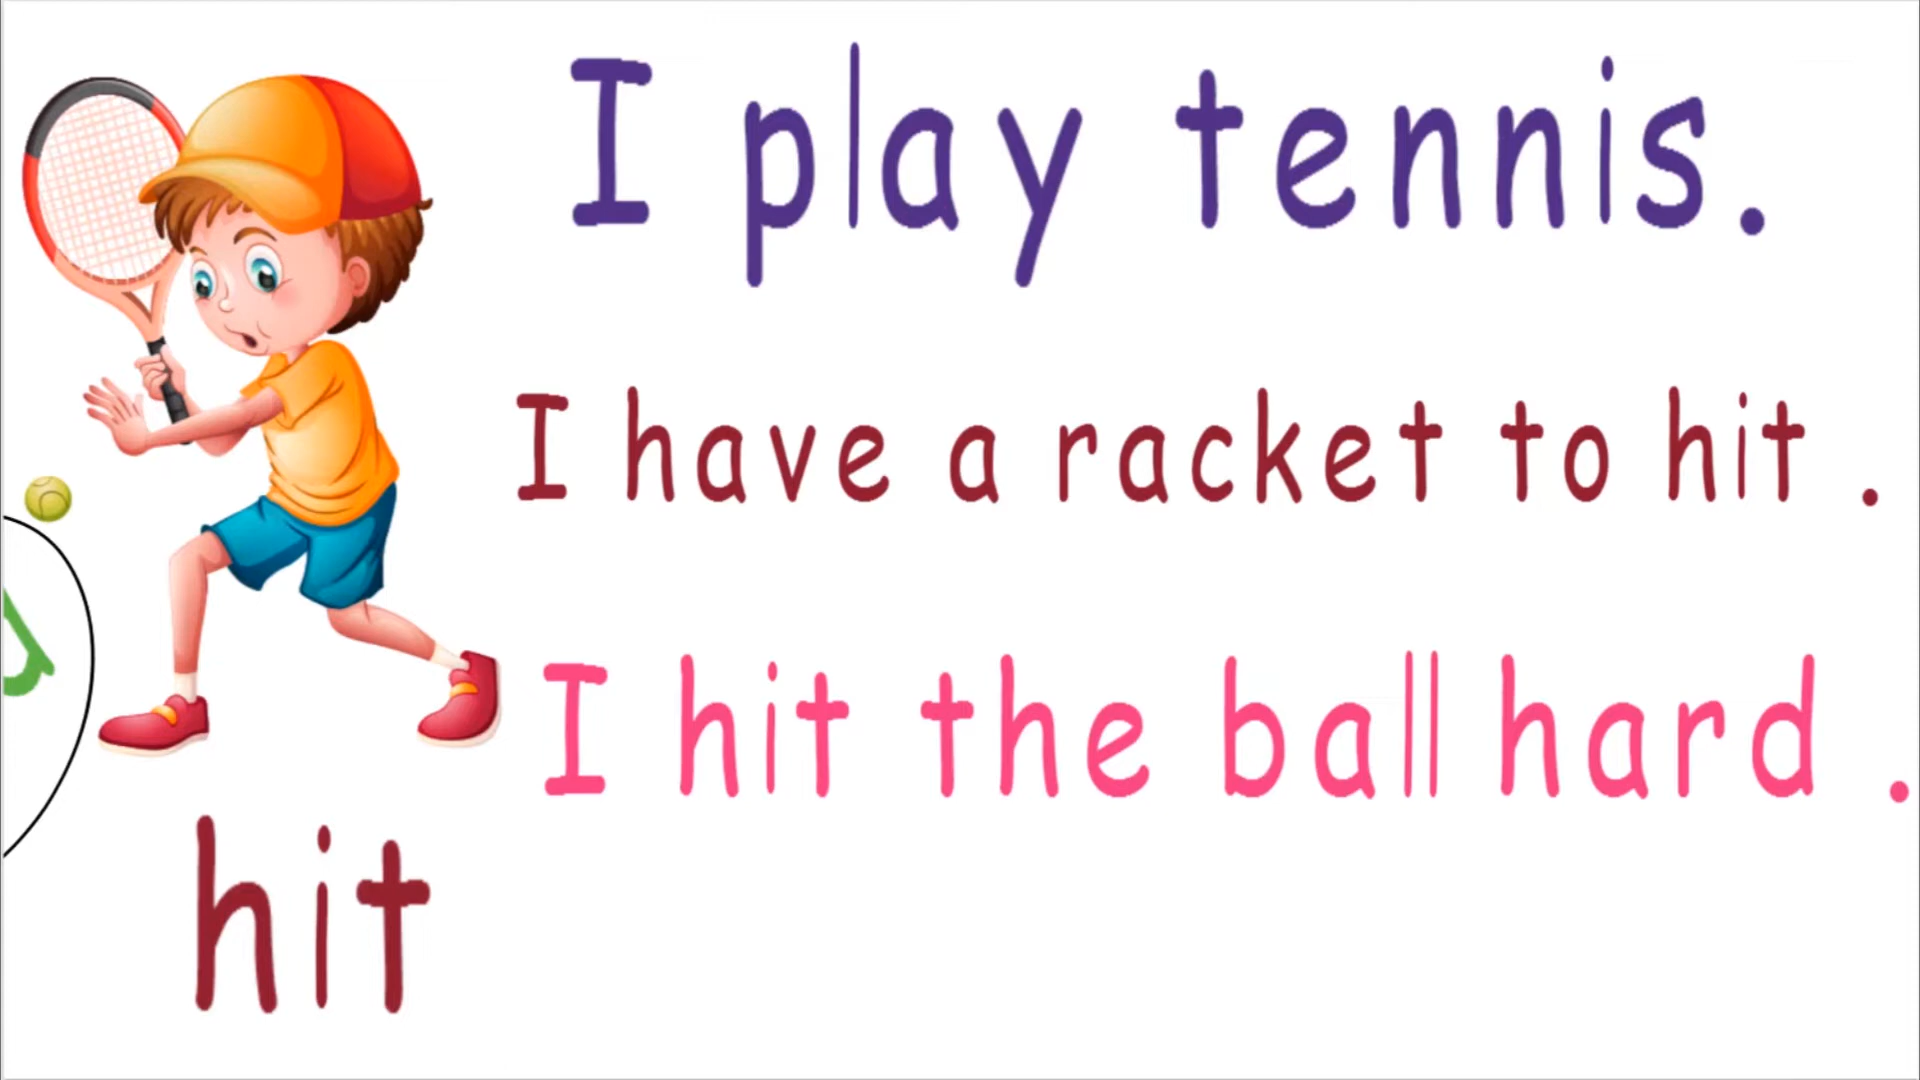 I play tennis.
I have a racket to hit .
I hit the ball hard .
hit